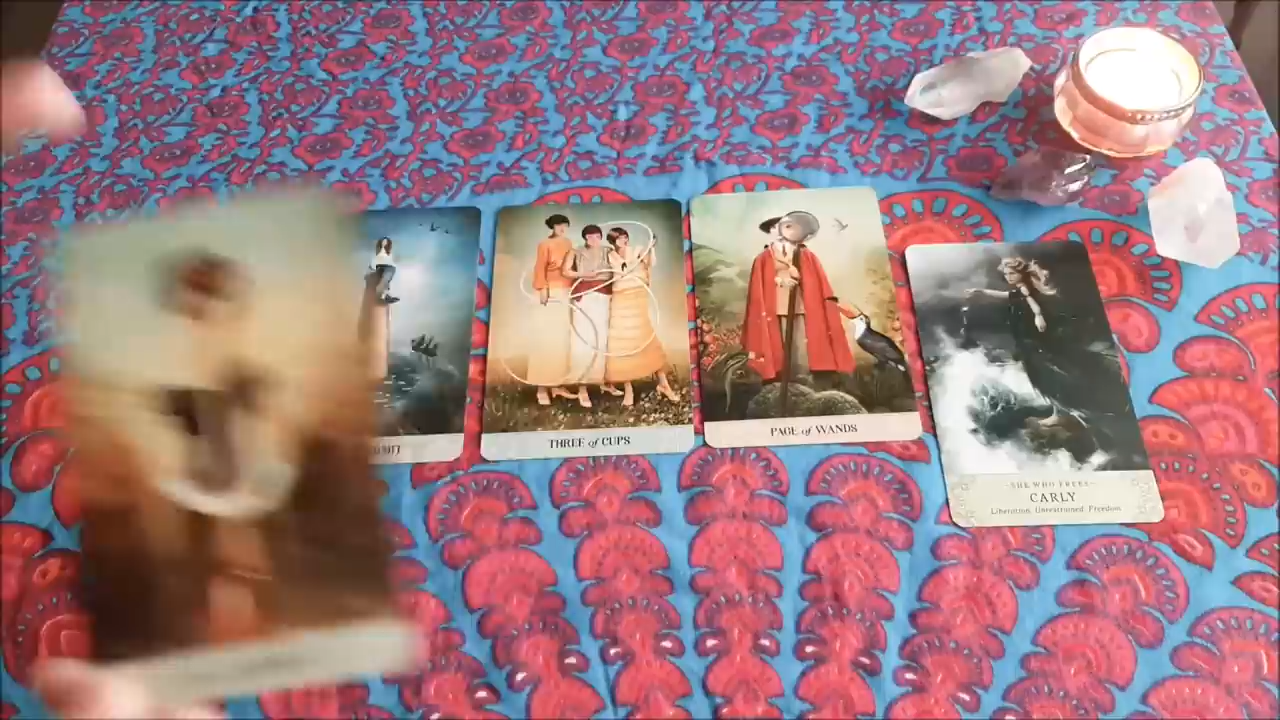 THREE of CUPS
PAGE of WANDS
~SHE WHO FREES~
CARLY
Liberation. Unrestrained. Freedom